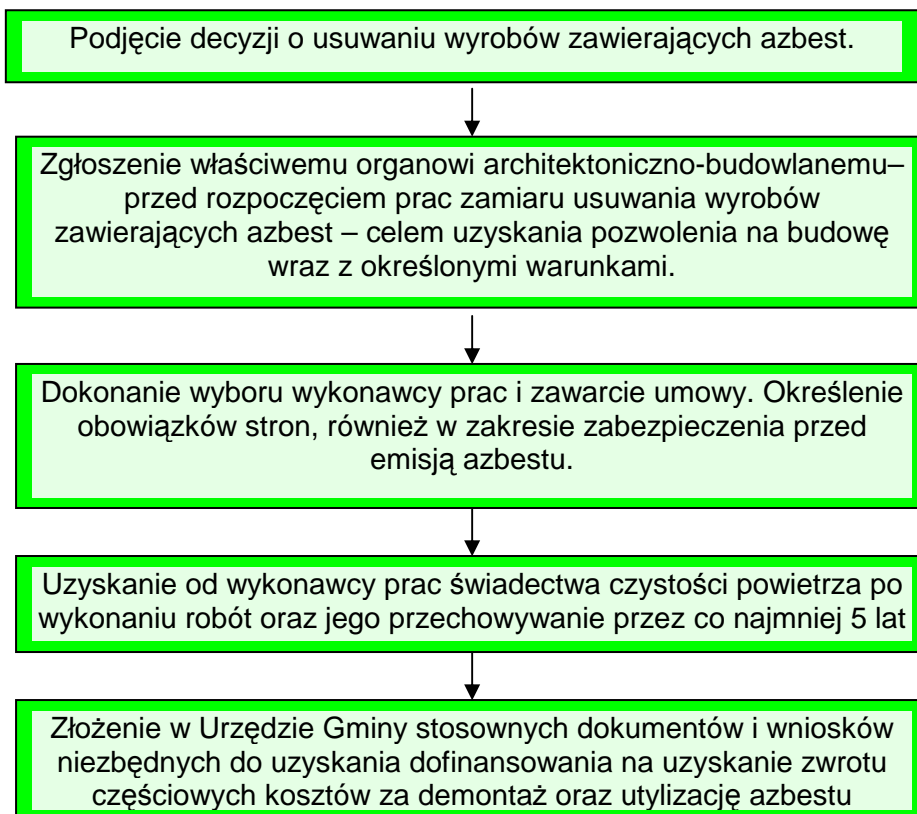 Podjęcie decyzji o usuwaniu wyrobów zawierających azbest.
Zgłoszenie właściwemu organowi architektoniczno-budowlanemu–
przed rozpoczęciem prac zamiaru usuwania wyrobów
zawierających azbest – celem uzyskania pozwolenia na budowę
wraz z określonymi warunkami.
Dokonanie wyboru wykonawcy prac i zawarcie umowy. Określenie
obowiązków stron, również w zakresie zabezpieczenia przed
emisją azbestu.
Uzyskanie od wykonawcy prac świadectwa czystości powietrza po
wykonaniu robót oraz jego przechowywanie przez co najmniej 5 lat
Złożenie w Urzędzie Gminy stosownych dokumentów i wniosków
niezbędnych do uzyskania dofinansowania na uzyskanie zwrotu
częściowych kosztów za demontaż oraz utylizację azbestu